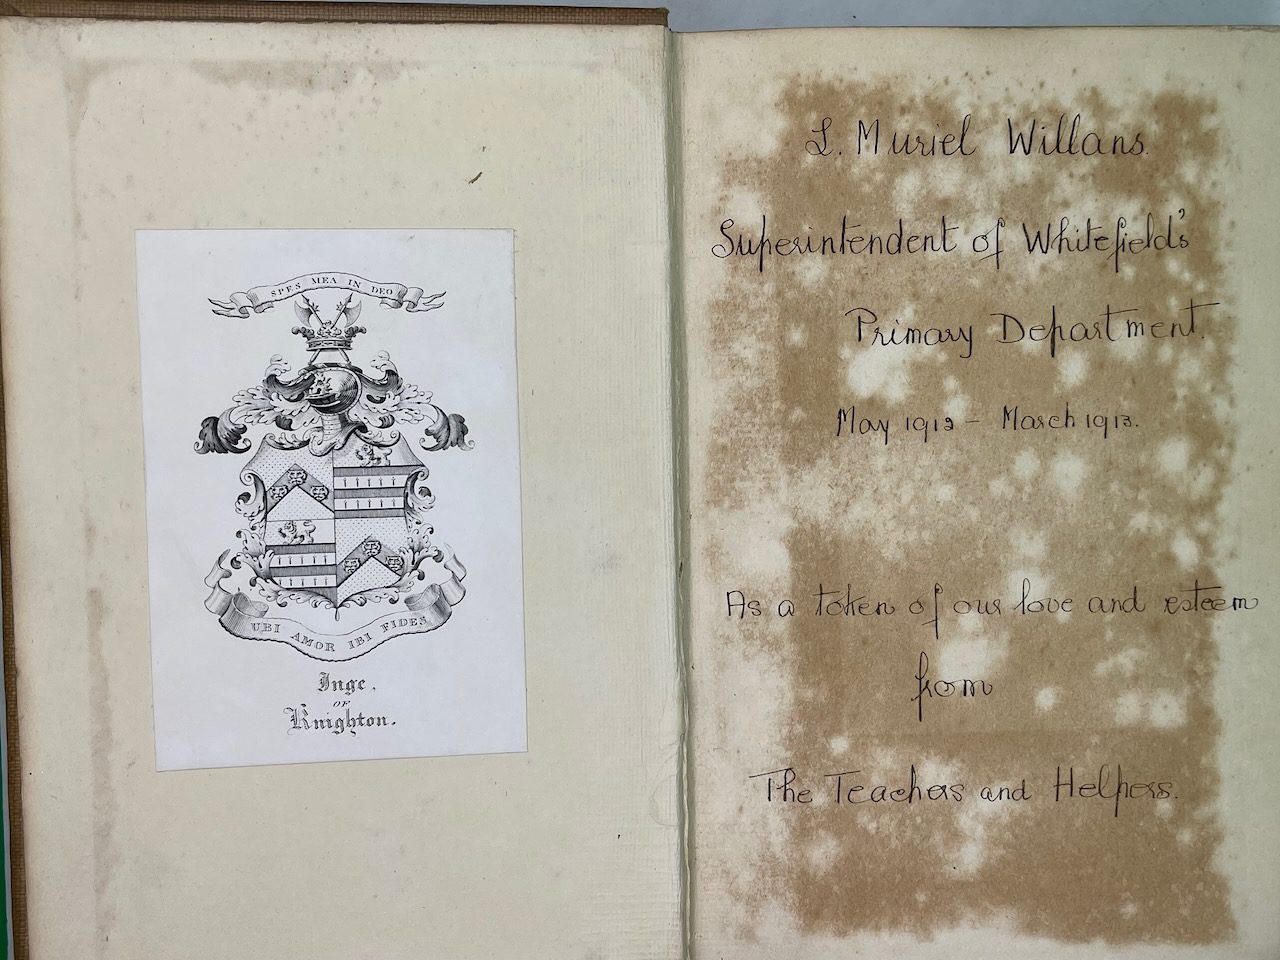 SPES MEA IN DEO
UBI AMOR IBI FIDES
Inge.
OF
Knighton.
L. Muriel Willans.
Superintendent of Whitefield's
Primary Department.
May 1912 - March 1913.
As a token of our love and esteem
from
The Teachers and Helpers.